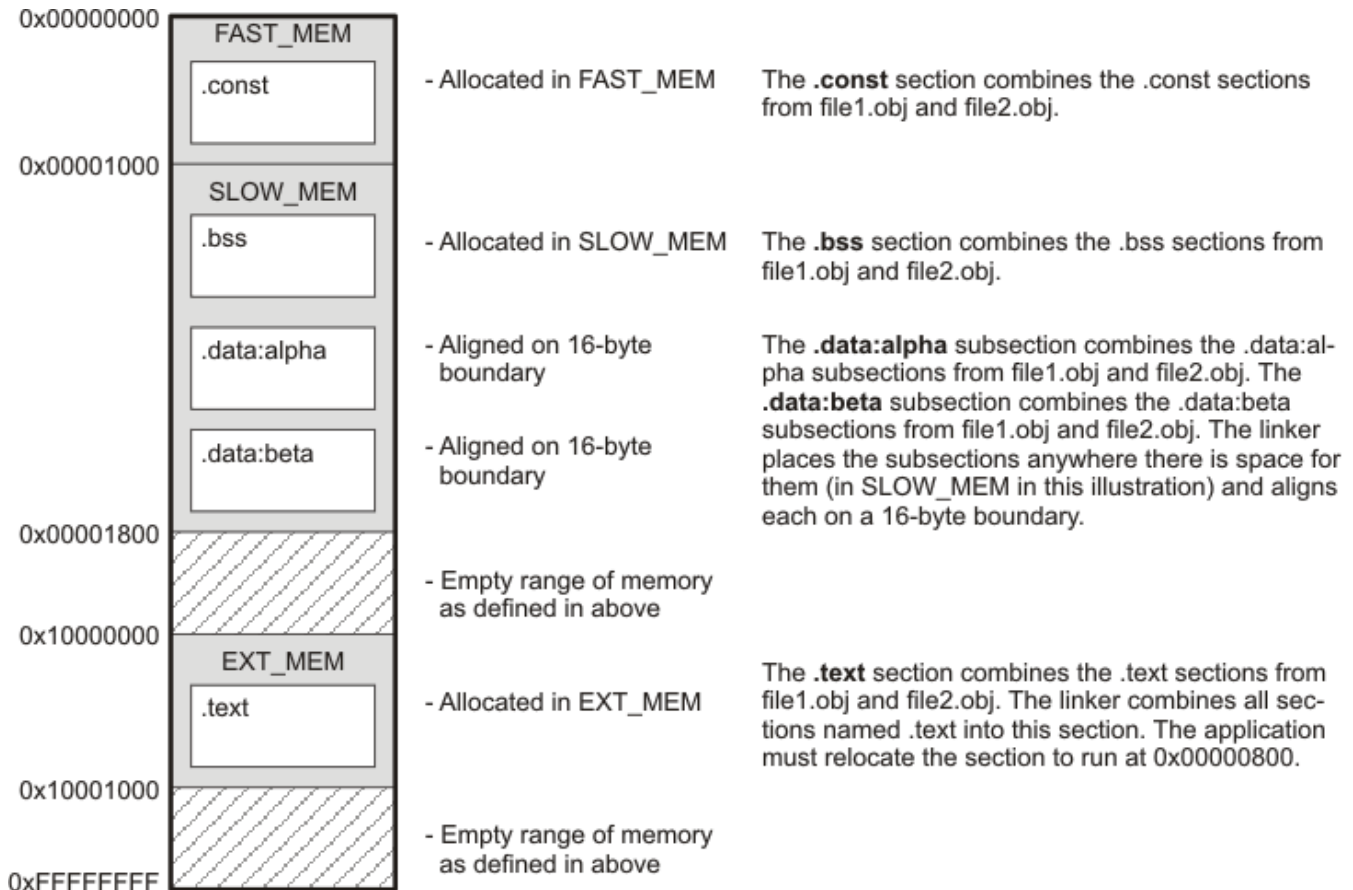 0x00000000
FAST_MEM
.const
- Allocated in FAST_MEM
The .const section combines the .const sections
from file1.obj and file2.obj.
0x00001000
SLOW_MEM
.bss
- Allocated in SLOW_MEM
The .bss section combines the .bss sections from
file1.obj and file2.obj.
.data:alpha
- Aligned on 16-byte
boundary
The .data:alpha subsection combines the .data:al-
pha subsections from file1.obj and file2.obj. The
.data:beta subsection combines the .data:beta
subsections from file1.obj and file2.obj. The linker
places the subsections anywhere there is space for
them (in SLOW_MEM in this illustration) and aligns
each on a 16-byte boundary.
.data:beta
- Aligned on 16-byte
boundary
0x00001800
- Empty range of memory
as defined in above
0x10000000
EXT_MEM
.text
- Allocated in EXT_MEM
The .text section combines the .text sections from
file1.obj and file2.obj. The linker combines all sec-
tions named .text into this section. The application
must relocate the section to run at 0x00000800.
0x10001000
- Empty range of memory
as defined in above
0xFFFFFFFF